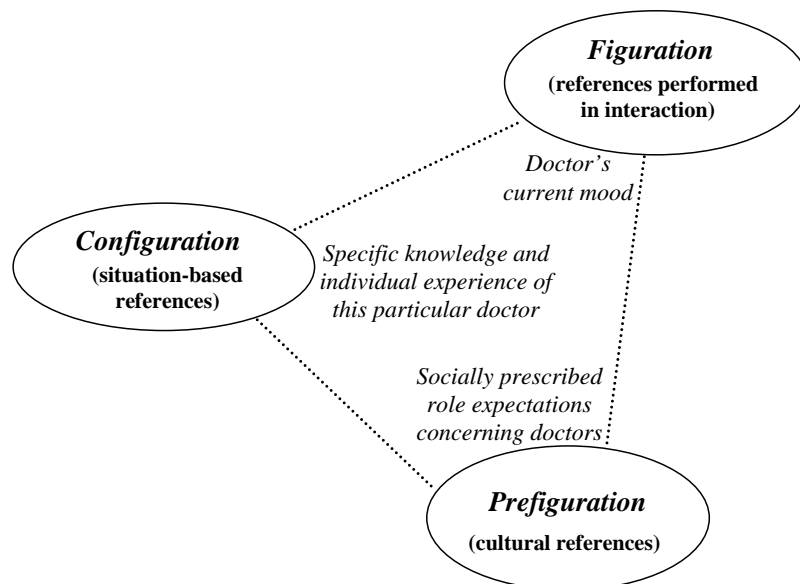 Figuration
(references performed
in interaction)
Doctor's
current mood
Configuration
(situation-based
references)
Specific knowledge and
individual experience of
this particular doctor
Socially prescribed
role expectations
concerning doctors
Prefiguration
(cultural references)